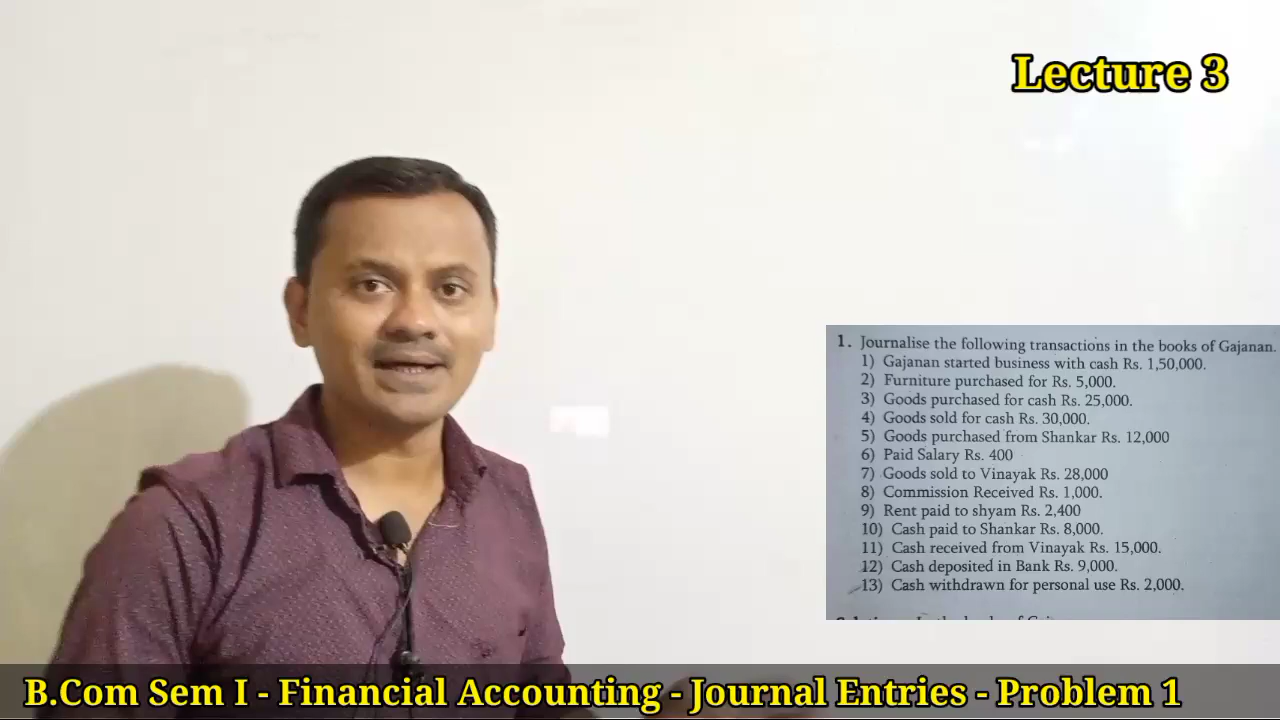 Lecture 3
1. Journalise the following transactions in the books of Gajanan.
1) Gajanan started business with cash Rs. 1,50,000.
2) Furniture purchased for Rs. 5,000.
3) Goods purchased for cash Rs. 25,000.
4) Goods sold for cash Rs. 30,000.
5) Goods purchased from Shankar Rs. 12,000
6) Paid Salary Rs. 400
7) Goods sold to Vinayak Rs. 28,000
8) Commission Received Rs. 1,000.
9) Rent paid to shyam Rs. 2,400
10) Cash paid to Shankar Rs. 8,000.
11) Cash received from Vinayak Rs. 15,000.
12) Cash deposited in Bank Rs. 9,000.
13) Cash withdrawn for personal use Rs. 2,000.
B.Com Sem I - Financial Accounting - Journal Entries - Problem 1